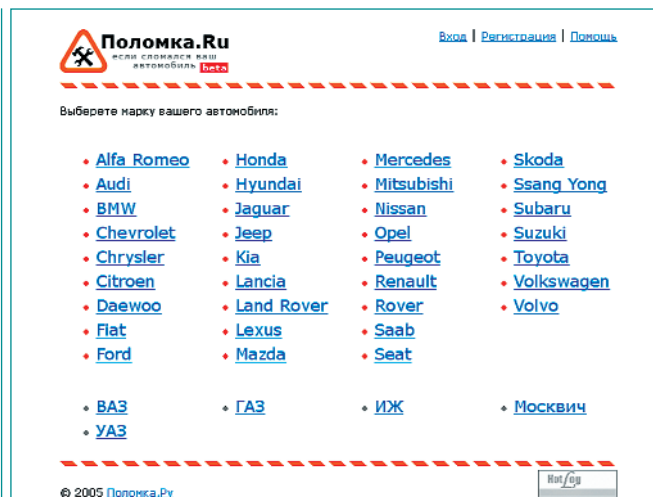 Поломка.Ru
если сломался ваш
автомобиль beta
Вход | Регистрация | Помощь
Выберете марку вашего автомобиля:
Alfa Romeo
Audi
BMW
Chevrolet
Chrysler
Citroen
Daewoo
Fiat
Ford
Honda
Hyundai
Jaguar
Jeep
Kia
Lancia
Land Rover
Lexus
Mazda
Mercedes
Mitsubishi
Nissan
Opel
Peugeot
Renault
Rover
Saab
Seat
Skoda
Ssang Yong
Subaru
Suzuki
Toyota
Volkswagen
Volvo
ВАЗ
УАЗ
ГАЗ
ИЖ
Москвич
© 2005 Поломка.Ру
HotLog